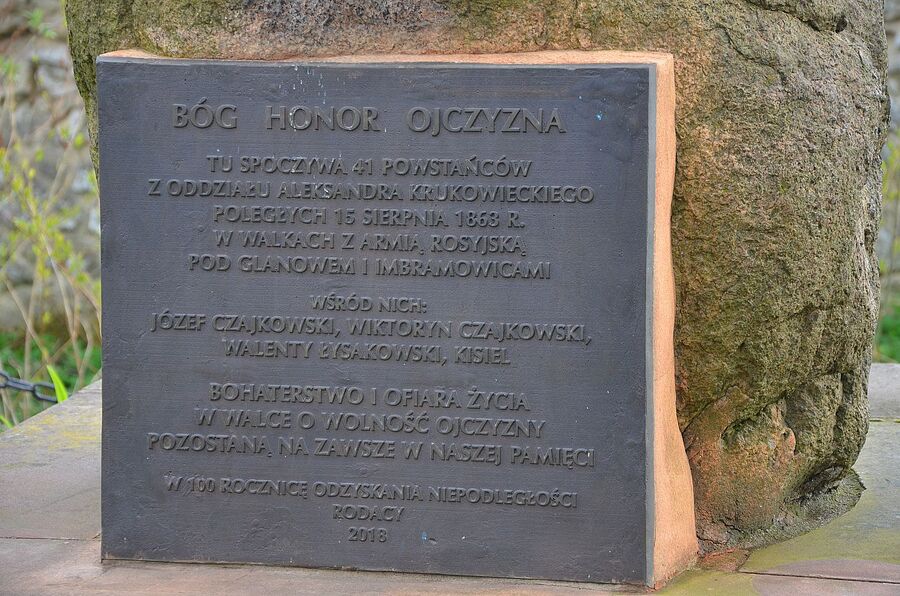 BÓG HONOR OJCZYZNA
TU SPOCZYWA 41 POWSTAŃCÓW
Z ODDZIAŁU ALEKSANDRA KRUKOWIECKIEGO
POLEGŁYCH 15 SIERPNIA 1863 R.
W WALKACH Z ARMIĄ ROSYJSKĄ
POD GLANOWEM I IMBRAMOWICAMI
WŚRÓD NICH:
JÓZEF CZAJKOWSKI, WIKTORYN CZAJKOWSKI,
WALENTY ŁYSAKOWSKI, KISIEL
BOHATERSTWO I OFIARA ŻYCIA
W WALCE O WOLNOŚĆ OJCZYZNY
POZOSTANĄ NA ZAWSZE W NASZEJ PAMIĘCI
W 100 ROCZNICĘ ODZYSKANIA NIEPODLEGŁOŚCI
RODACY
2018